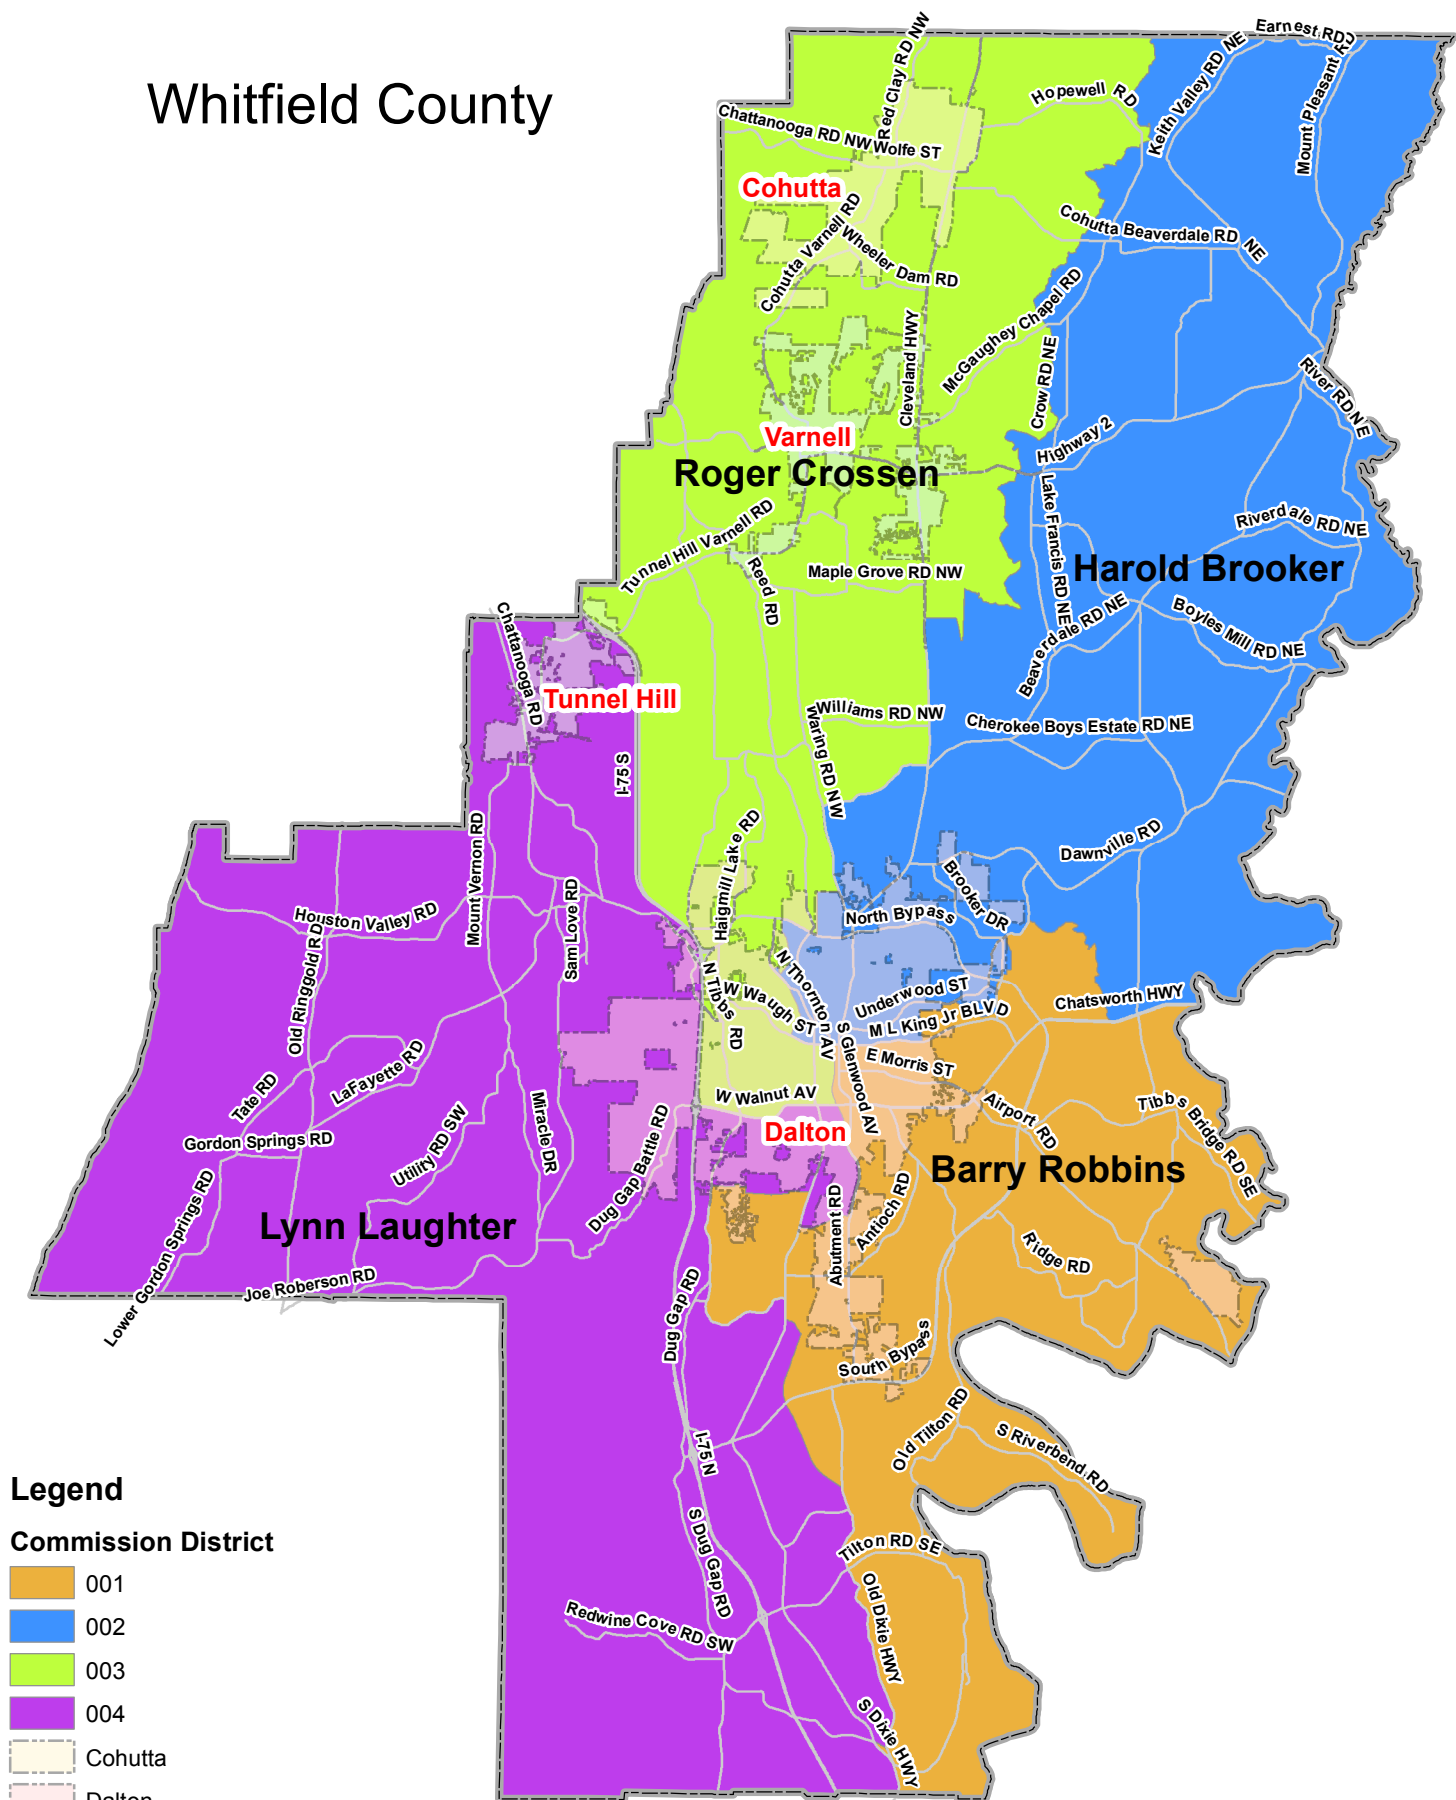 Whitfield County
Earnest RD
Red Clay RD NW
Keith Valley RD NE
Mount Pleasant RD
Hopewell RD
Chattanooga RD NW
Wolfe ST
Cohutta
Cohutta Varnell RD
Wheeler Dam RD
Cohutta Beaverdale RD NE
McGaughey Chapel RD
Cleveland HWY
Crow RD NE
River RD NE
Varnell
Highway 2
Roger Crossen
Lake Francis RD NE
Riverdale RD NE
Tunnel Hill Varnell RD
Reed RD
Maple Grove RD NW
Harold Brooker
Chattanooga RD
Beaverdale RD NE
Boyles Mill RD NE
Tunnel Hill
Williams RD NW
Waring RD NW
Cherokee Boys Estate RD NE
I-75 S
Mount Vernon RD
Haigmill Lake RD
Dawnville RD
Brooker DR
Houston Valley RD
Sam Love RD
North Bypass
Old Ringgold RD
N Tibbs RD
W Waugh ST
N Thornton AV
Underwood ST
Chatsworth HWY
M L King Jr BLVD
S Glenwood AV
E Morris ST
LaFayette RD
Tate RD
W Walnut AV
Miracle DR
Utility RD SW
Airport RD
Tibbs Bridge RD SE
Dalton
Gordon Springs RD
Dug Gap Battle RD
Barry Robbins
Lower Gordon Springs RD
Lynn Laughter
Abutment RD
Antioch RD
Ridge RD
Joe Roberson RD
Dug Gap RD
South Bypass
Old Tilton RD
I-75 N
S Riverbend RD
S Dug Gap RD
Tilton RD SE
Old Dixie HWY
Redwine Cove RD SW
S Dixie HWY
Legend
Commission District
001
002
003
004
Cohutta
Dalton